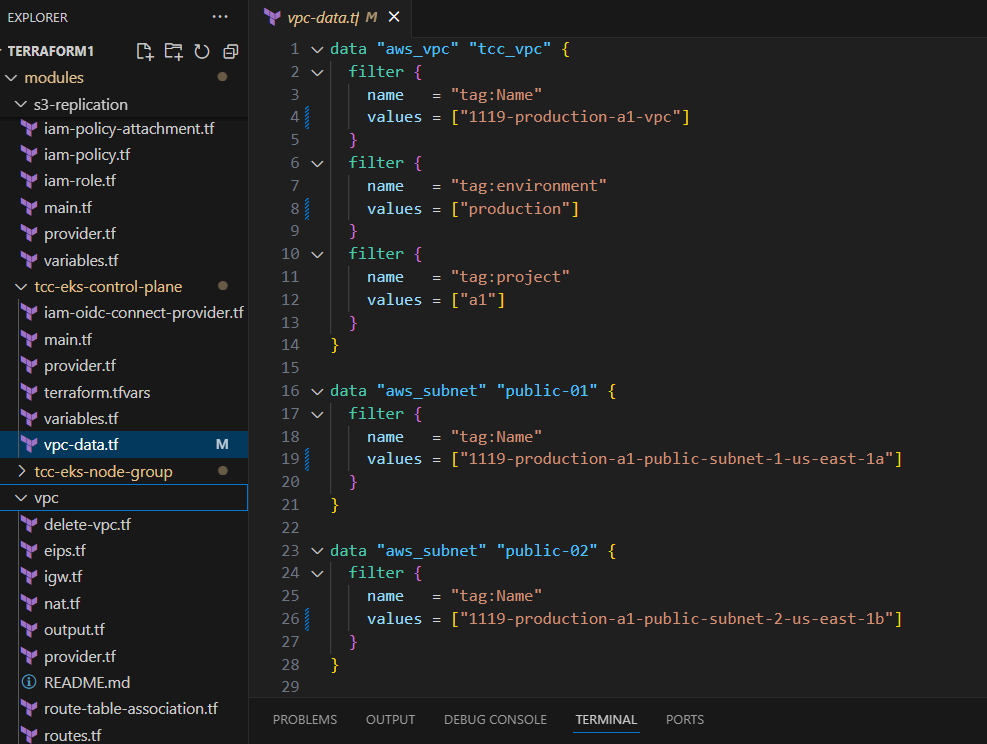 EXPLORER
TERRAFORM1
modules
s3-replication
iam-policy-attachment.tf
iam-policy.tf
iam-role.tf
main.tf
provider.tf
variables.tf
tcc-eks-control-plane
iam-oidc-connect-provider.tf
main.tf
provider.tf
terraform.tfvars
variables.tf
vpc-data.tf M
tcc-eks-node-group
vpc
delete-vpc.tf
eips.tf
igw.tf
nat.tf
output.tf
provider.tf
README.md
route-table-association.tf
routes.tf
vpc-data.tf M
1 data "aws_vpc" "tcc_vpc" {
2 filter {
3 name = "tag:Name"
4 values = ["1119-production-a1-vpc"]
5 }
6 filter {
7 name = "tag:environment"
8 values = ["production"]
9 }
10 filter {
11 name = "tag:project"
12 values = ["a1"]
13 }
14 }
15
16 data "aws_subnet" "public-01" {
17 filter {
18 name = "tag:Name"
19 values = ["1119-production-a1-public-subnet-1-us-east-1a"]
20 }
21 }
22
23 data "aws_subnet" "public-02" {
24 filter {
25 name = "tag:Name"
26 values = ["1119-production-a1-public-subnet-2-us-east-1b"]
27 }
28 }
29
PROBLEMS OUTPUT DEBUG CONSOLE TERMINAL PORTS